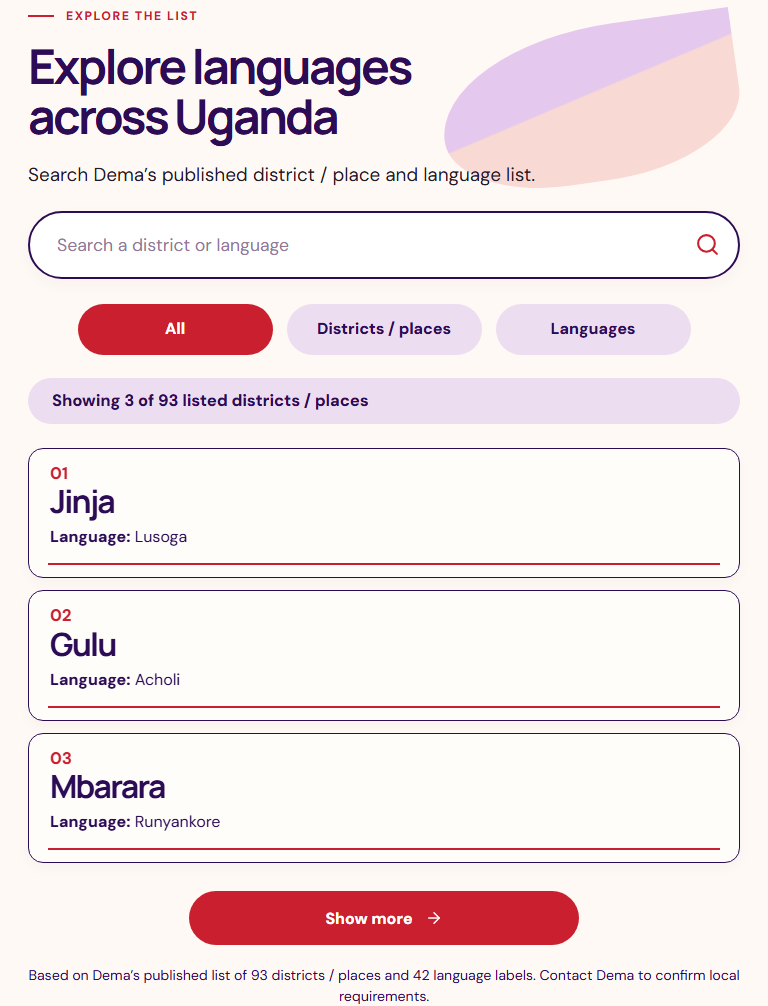 EXPLORE THE LIST
Explore languages
across Uganda
Search Dema’s published district / place and language list.
Search a district or language
All
Districts / places
Languages
Showing 3 of 93 listed districts / places
01
Jinja
Language: Lusoga
02
Gulu
Language: Acholi
03
Mbarara
Language: Runyankore
Show more →
Based on Dema’s published list of 93 districts / places and 42 language labels. Contact Dema to confirm local
requirements.